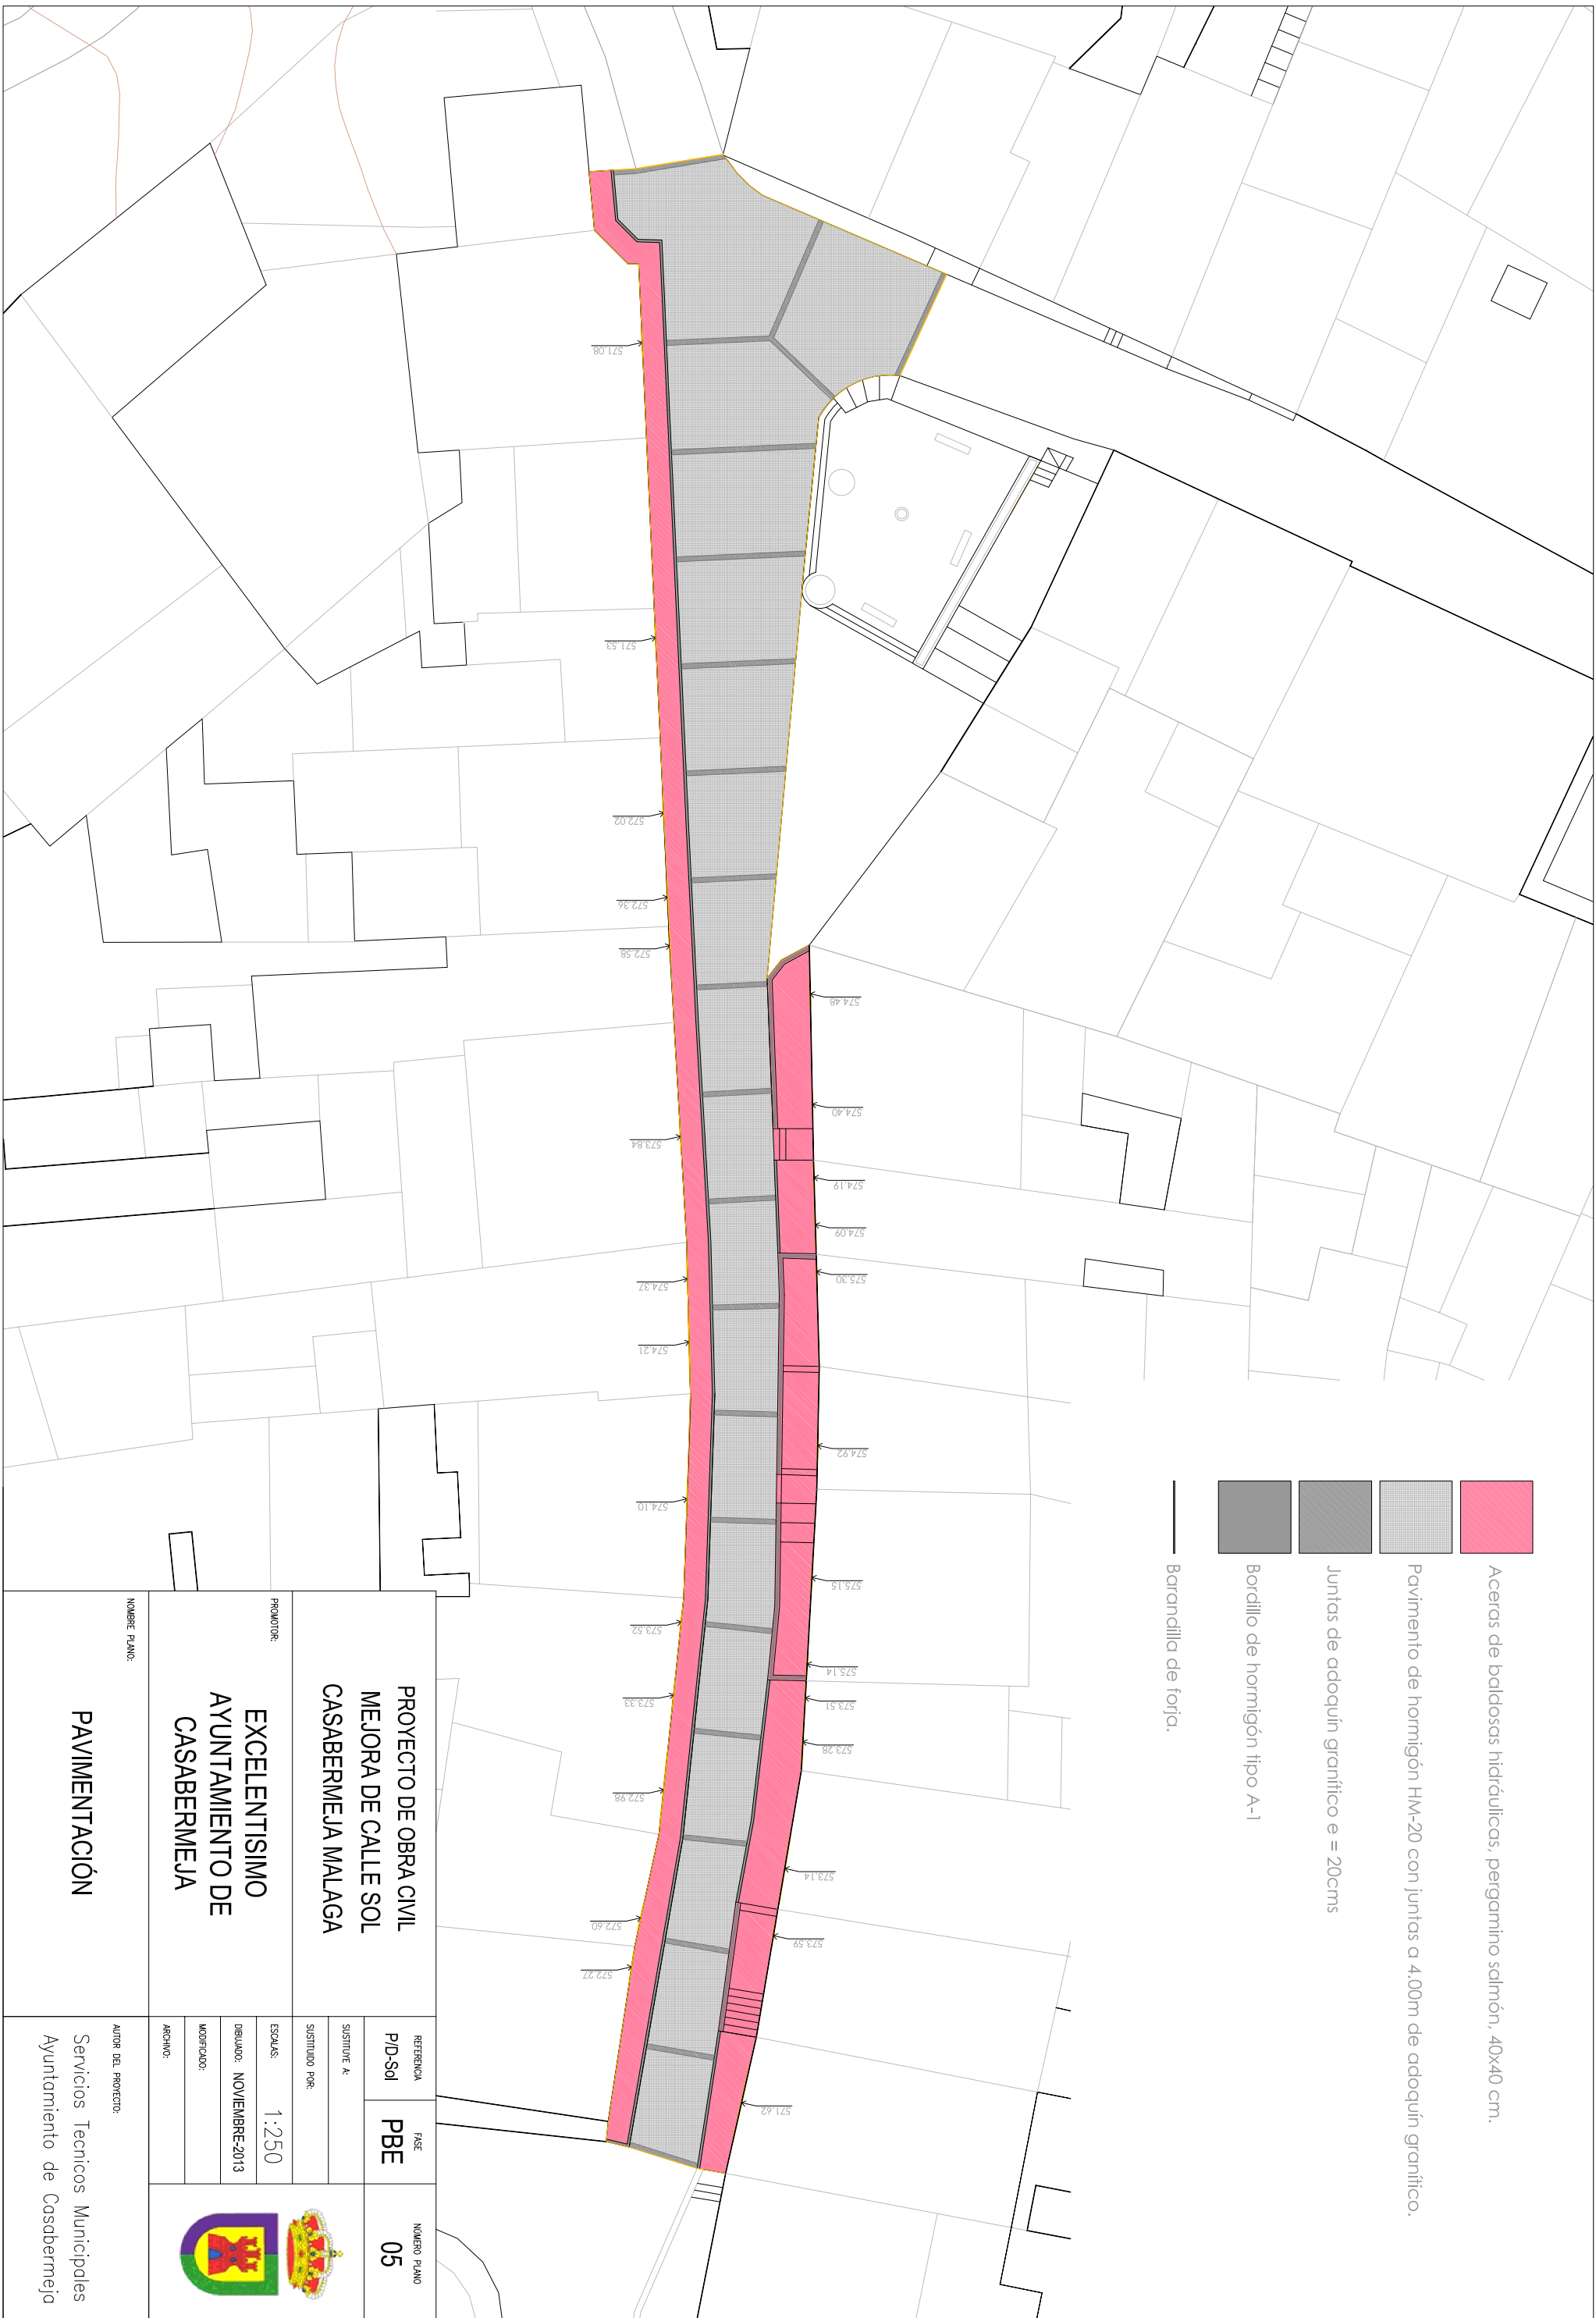 Aceras de baldosas hidráulicas, pergamino salmón, 40x40 cm.
Pavimento de hormigón HM-20 con juntas a 4.00m de adoquín granítico.
Juntas de adoquín granítico e = 20cms
Bordillo de hormigón tipo A-1
Barandilla de forja.
574.48
574.40
574.19
574.09
575.30
574.92
575.15
575.14
573.51
573.28
573.14
573.59
571.62
571.08
571.53
572.02
572.36
572.58
573.84
574.37
574.21
574.10
573.52
573.33
572.98
572.60
572.27
PROYECTO DE OBRA CIVIL
MEJORA DE CALLE SOL
CASABERMEJA MALAGA
PROMOTOR:
EXCELENTISIMO
AYUNTAMIENTO DE
CASABERMEJA
NOMBRE PLANO:
PAVIMENTACIÓN
REFERENCIA
P/D-Sol
FASE
PBE
NÚMERO PLANO
05
SUSTITUYE A:
SUSTITUIDO POR:
ESCALAS: 1:250
DIBUJADO: NOVIEMBRE-2013
MODIFICADO:
ARCHIVO:
AUTOR DEL PROYECTO:
Servicios Tecnicos Municipales
Ayuntamiento de Casabermeja